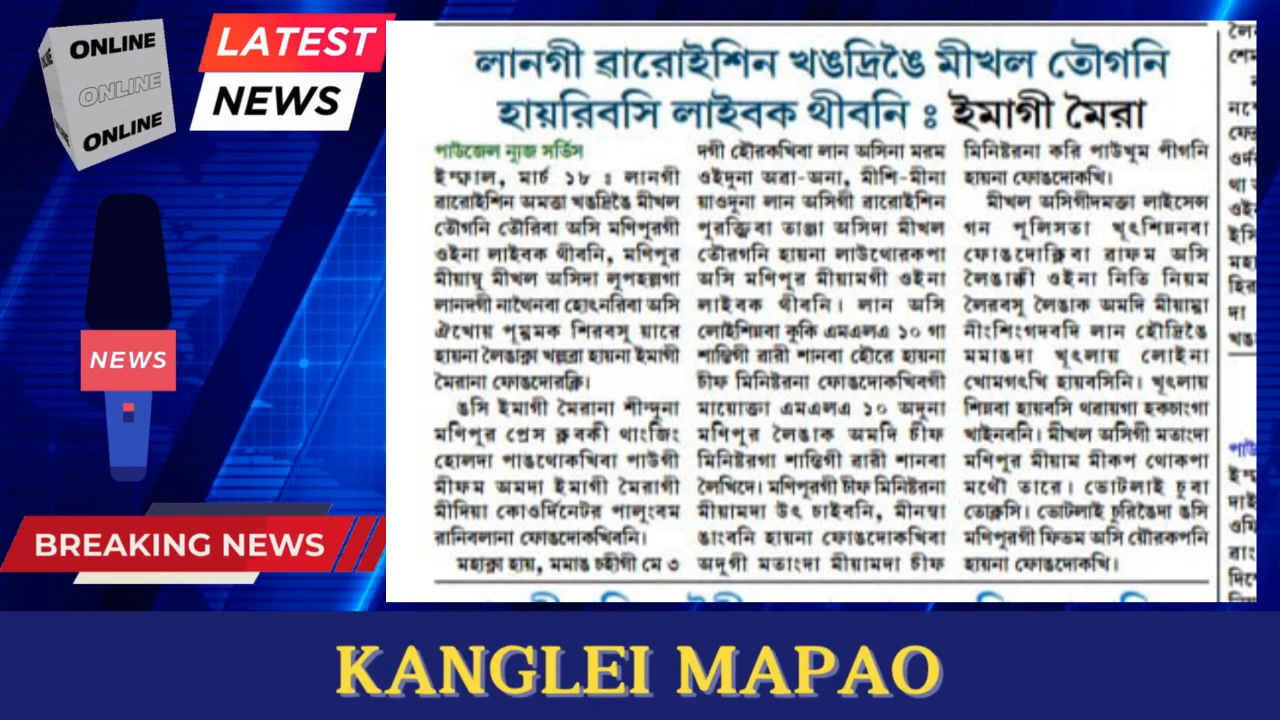 ONLINE
ONLINE
ONLINE
LATEST
NEWS
NEWS
BREAKING NEWS
লানগী ৱারোইশিন খঙদ্রিঙৈ মীখল তৌগনি
হায়রিবসি লাইবক থীবনি : ইমাগী মৈরা
পাউজেল ন্যুজ সর্ভিস
ইম্ফাল, মার্চ ১৮ : লানগী
ৱারোইশিন অমত্তা খঙদ্রিঙৈ মীখল
তৌগনি তৌরিবা অসি মণিপুরগী
ওইনা লাইবক থীবনি, মণিপুর
মীয়াম্বু মীখল অসিদা লুপহল্লগা
লানদগী নাথৈনবা হোৎনরিবা অসি
ঐখোয় পুম্নমক শিরবসু য়ারে
হায়না লৈঙাক্না খল্লব্রা হায়না ইমাগী
মৈরানা ফোঙদোরক্লি।
ঙসি ইমাগী মৈরানা শীন্দুনা
মণিপুর প্রেস ক্লবকী থাংজিং
হোলদা পাঙথোকখিবা পাউগী
মীফম অমদা ইমাগী মৈরাগী
মীদিয়া কোওর্দিনেটর পালুংবম
রানিবলানা ফোঙদোকখিবনি।
মহাক্না হায়, মমাঙ চহীগী মে ৩
দগী হৌরকখিবা লান অসিনা মরম
ওইদুনা অৱা-অনা, মীশি-মীনা
য়াওদুনা লান অসিগী ৱারোইশিন
পুরক্লিবা তাঞ্জা অসিদা মীখল
তৌরগনি হায়না লাউথোরকপা
অসি মণিপুর মীয়ামগী ওইনা
লাইবক থীবনি। লান অসি
লোইশিন্নবা কুকি এমএলএ ১০ গা
শান্তিগী ৱারী শানবা হৌরে হায়না
চীফ মিনিষ্টরনা ফোঙদোকখিবগী
মায়োক্তা এমএলএ ১০ অদুনা
মণিপুর লৈঙাক অমদি চীফ
মিনিষ্টরগা শান্তিগী ৱারী শানবা
লৈখিদে। মণিপুরগী চীফ মিনিষ্টরনা
মীয়ামদা উৎ চাইবনি, মীনম্বা
ঙাংবনি হায়না ফোঙদোকখিবা
অদুগী মতাংদা মীয়ামদা চীফ
মিনিষ্টরনা করি পাউখুম পীগনি
হায়না ফোঙদোকখি।
মীখল অসিগীদমক্তা লাইসেন্স
গন পুলিসতা খুৎশিন্ননবা
ফোঙদোক্লিবা ৱাফম অসি
লৈঙাক্কী ওইনা নিতি নিয়ম
লৈরবসু লৈঙাক অমদি মীয়াম্না
নীংশিংগদবদি লান হৌদ্রিঙৈ
মমাঙদা খুৎলায় লোইনা
খোমগৎখি হায়বসিনি। খুৎলায়
শিন্নবা হায়বসি থৱায়গা হকচাংগা
খাইনবনি। মীখল অসিগী মতাংদা
মণিপুর মীয়াম মীকপ থোকপা
মথৌ তারে। ভোটলাই চুবা
তোক্লসি। ভোটলাই চুরিঙৈদা ঙসি
মণিপুরগী ফিভম অসি য়ৌরকপনি
হায়না ফোঙদোকখি।
KANGLEI MAPAO